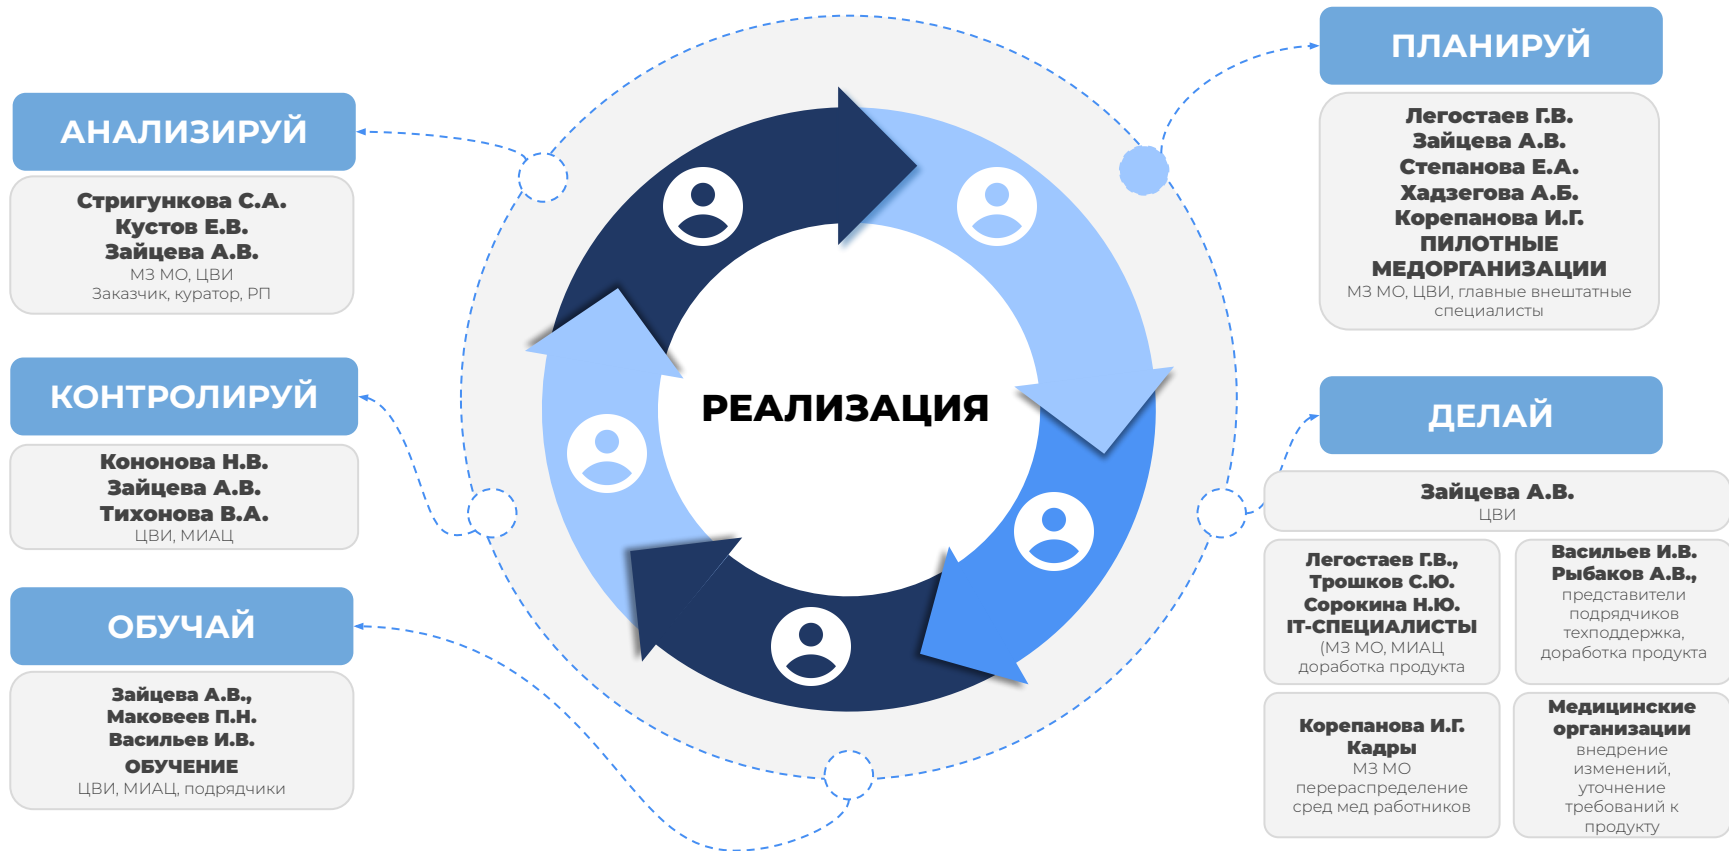 АНАЛИЗИРУЙ
Стригункова С.А.
Кустов Е.В.
Зайцева А.В.
МЗ МО, ЦВИ
Заказчик, куратор, РП
КОНТРОЛИРУЙ
Кононова Н.В.
Зайцева А.В.
Тихонова В.А.
ЦВИ, МИАЦ
ОБУЧАЙ
Зайцева А.В.,
Маковеев П.Н.
Васильев И.В.
ОБУЧЕНИЕ
ЦВИ, МИАЦ, подрядчики
РЕАЛИЗАЦИЯ
ПЛАНИРУЙ
Легостаев Г.В.
Зайцева А.В.
Степанова Е.А.
Хадзегова А.Б.
Корепанова И.Г.
ПИЛОТНЫЕ
МЕДОРГАНИЗАЦИИ
МЗ МО, ЦВИ, главные внештатные
специалисты
ДЕЛАЙ
Зайцева А.В.
ЦВИ
Легостаев Г.В.,
Трошков С.Ю.
Сорокина Н.Ю.
IT-СПЕЦИАЛИСТЫ
(МЗ МО, МИАЦ
доработка продукта
Васильев И.В.
Рыбаков А.В.,
представители
подрядчиков
техподдержка,
доработка продукта
Корепанова И.Г.
Кадры
МЗ МО
перераспределение
сред мед работников
Медицинские
организации
внедрение
изменений,
уточнение
требований к
продукту